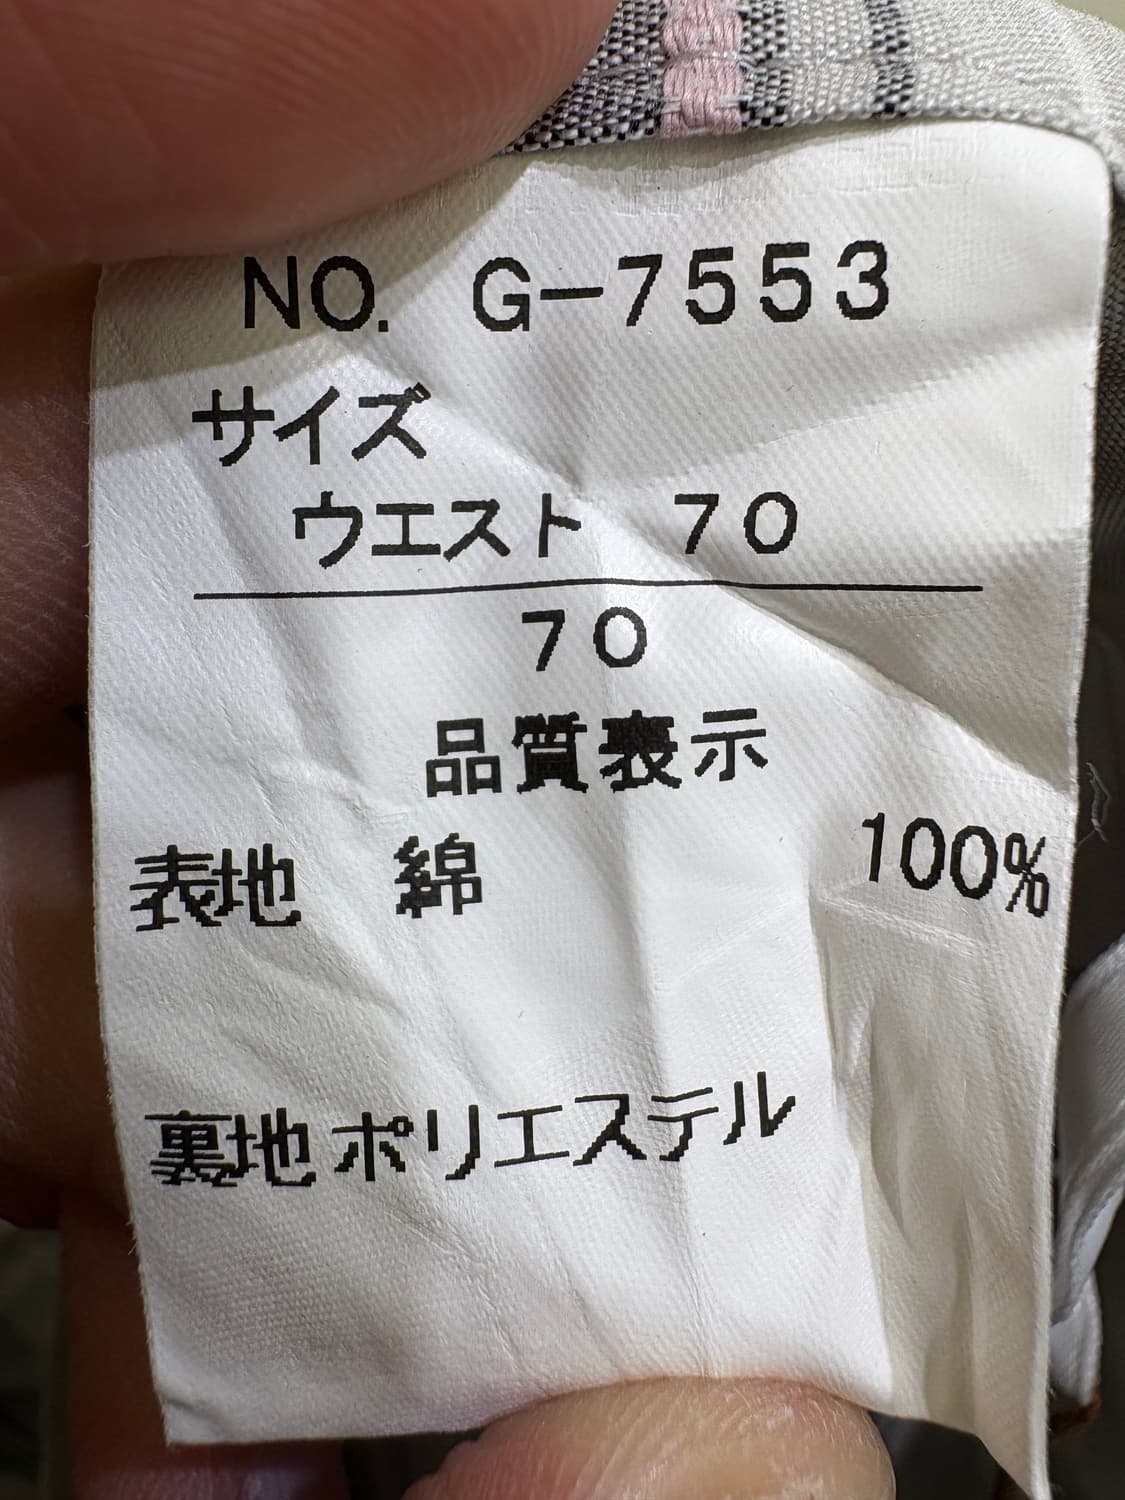 NO. G-7553
サイズ
ウエスト 70
70
品質表示
表地 綿 100%
裏地 ポリエステル